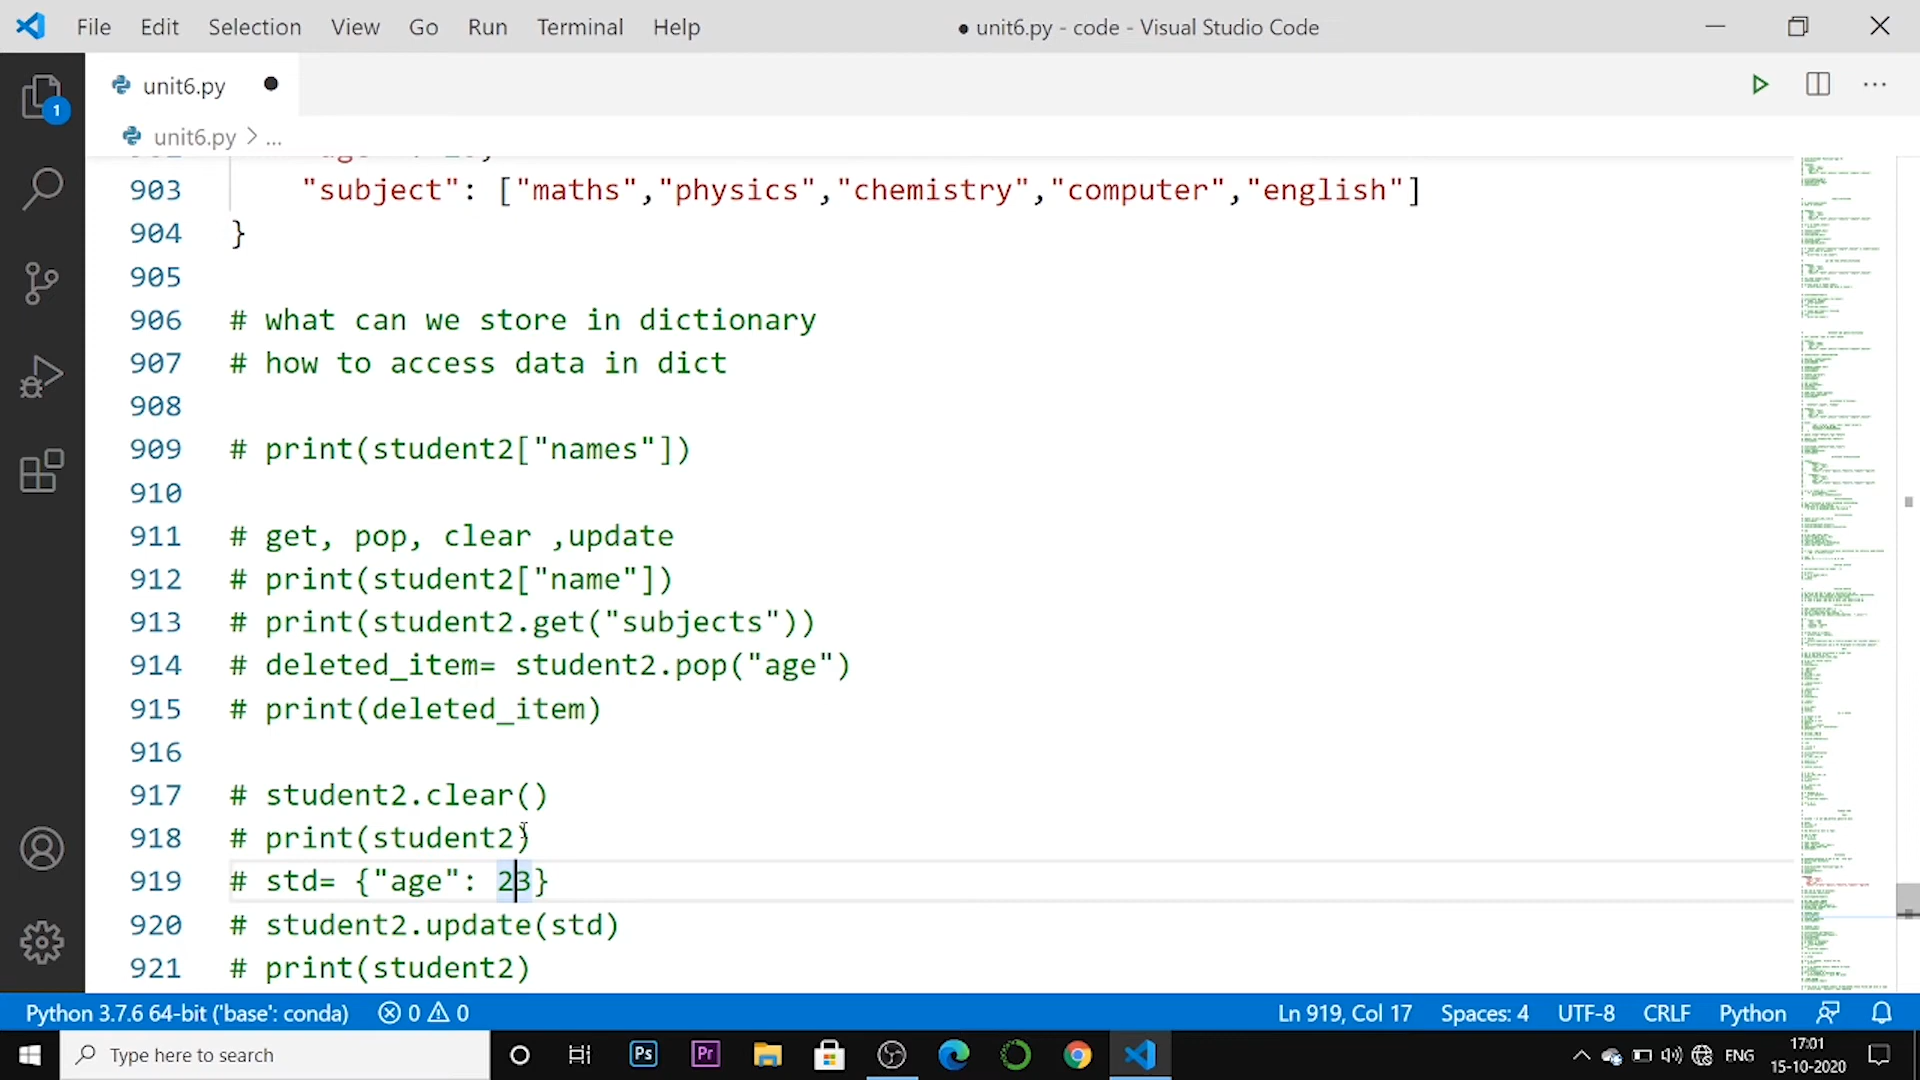 File Edit Selection View Go Run Terminal Help ● unit6.py - code - Visual Studio Code
unit6.py
1
unit6.py > ...
903 "subject": ["maths","physics","chemistry","computer","english"]
904 }
905
906 # what can we store in dictionary
907 # how to access data in dict
908
909 # print(student2["names"])
910
911 # get, pop, clear ,update
912 # print(student2["name"])
913 # print(student2.get("subjects"))
914 # deleted_item= student2.pop("age")
915 # print(deleted_item)
916
917 # student2.clear()
918 # print(student2)
919 # std= {"age": 23}
920 # student2.update(std)
921 # print(student2)
Python 3.7.6 64-bit ('base': conda) 0 0 Ln 919, Col 17 Spaces: 4 UTF-8 CRLF Python
Type here to search Ps Pr ENG 17:01
15-10-2020